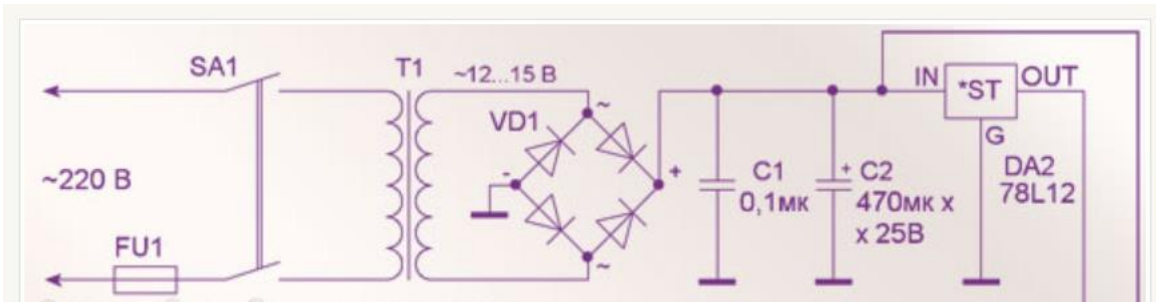 SA1
T1
~12...15 В
VD1
~
-
+
~
~220 В
FU1
C1
0,1мк
+ C2
470мк х
х 25В
IN
*ST
OUT
G
DA2
78L12